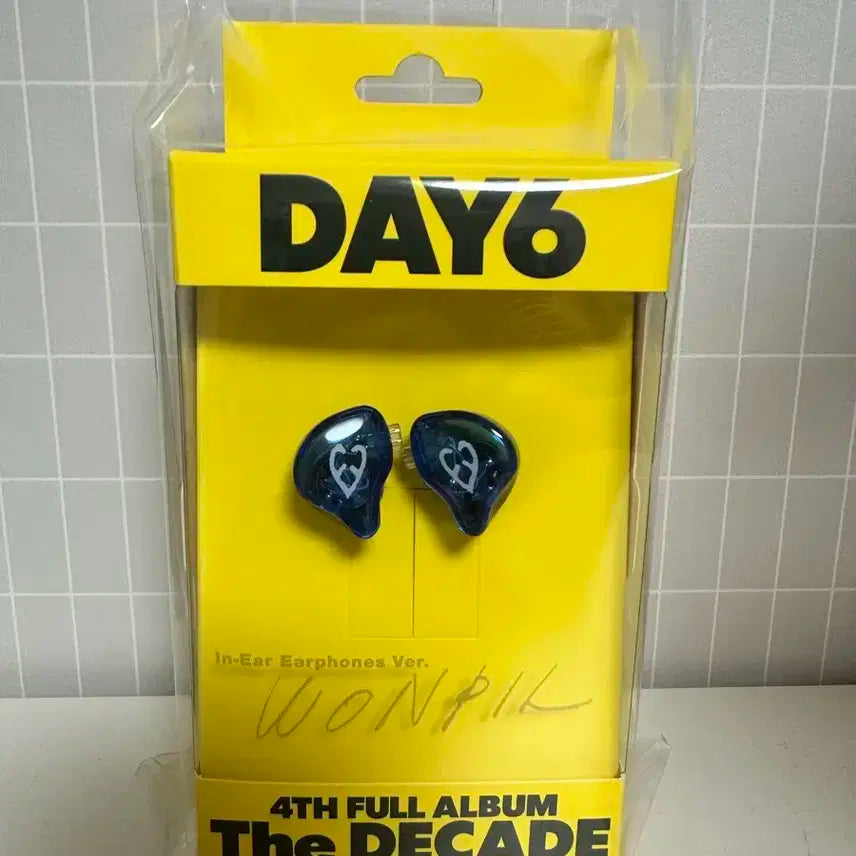 DAY6
In-Ear Earphones Ver.
WONPIL
4TH FULL ALBUM
The DECADE